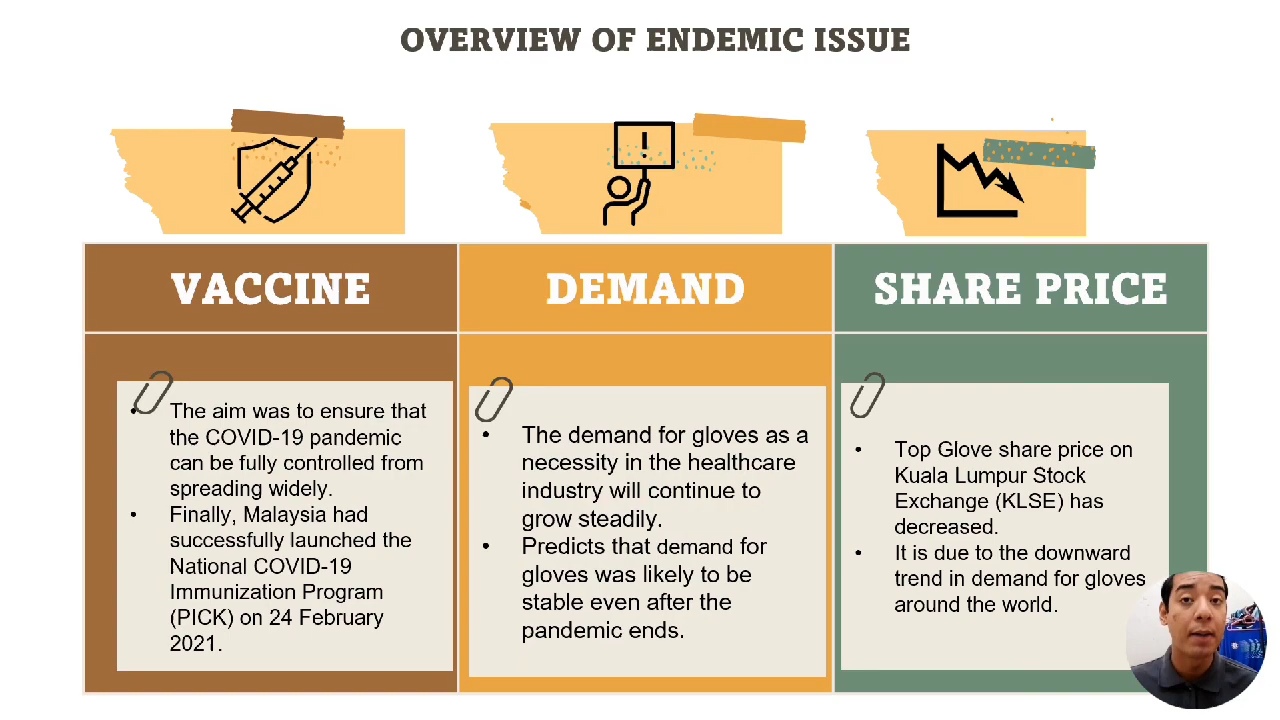 OVERVIEW OF ENDEMIC ISSUE
VACCINE
• The aim was to ensure that
the COVID-19 pandemic
can be fully controlled from
spreading widely.
• Finally, Malaysia had
successfully launched the
National COVID-19
Immunization Program
(PICK) on 24 February
2021.
DEMAND
• The demand for gloves as a
necessity in the healthcare
industry will continue to
grow steadily.
• Predicts that demand for
gloves was likely to be
stable even after the
pandemic ends.
SHARE PRICE
• Top Glove share price on
Kuala Lumpur Stock
Exchange (KLSE) has
decreased.
• It is due to the downward
trend in demand for gloves
around the world.